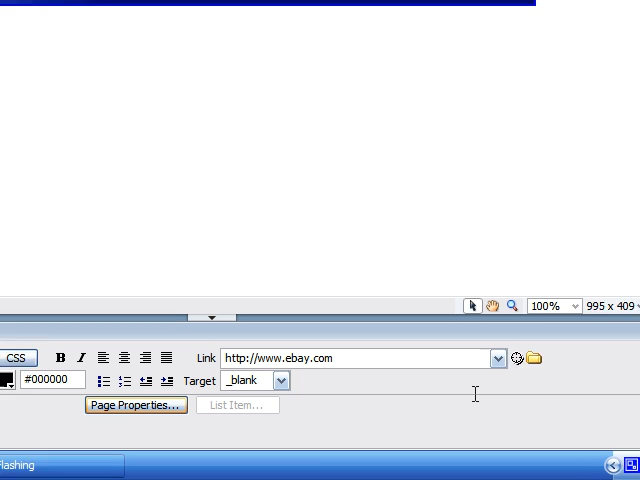 100% 995 x 409
CSS B I Link http://www.ebay.com
#000000 Target _blank
Page Properties... List Item...
Flashing